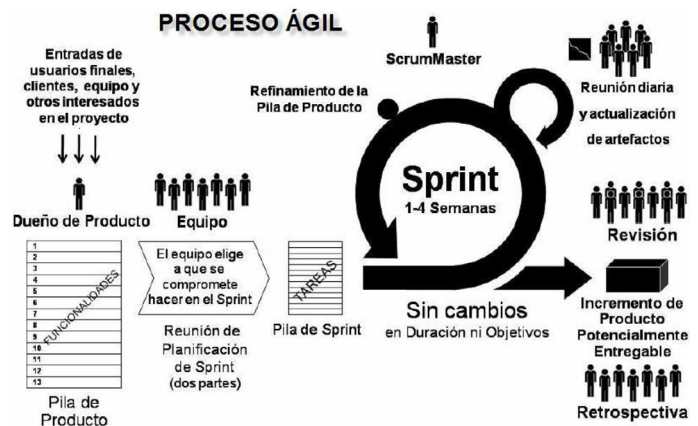 PROCESO ÁGIL
Entradas de
usuarios finales,
clientes, equipo y
otros interesados
en el proyecto
ScrumMaster
Refinamiento de la
Pila de Producto
Reunión diaria
y actualización
de artefactos
Dueño de Producto
Equipo
Sprint
1-4 Semanas
Revisión
1
2
3
4
5
6
7
8
9
10
11
12
13
FUNCIONALIDADES
El equipo elige
a que se
compromete
hacer en el Sprint
TAREAS
Pila de Sprint
Reunión de
Planificación
de Sprint
(dos partes)
Sin cambios
en Duración ni Objetivos
Incremento de
Producto
Potencialmente
Entregable
Pila de
Producto
Retrospectiva